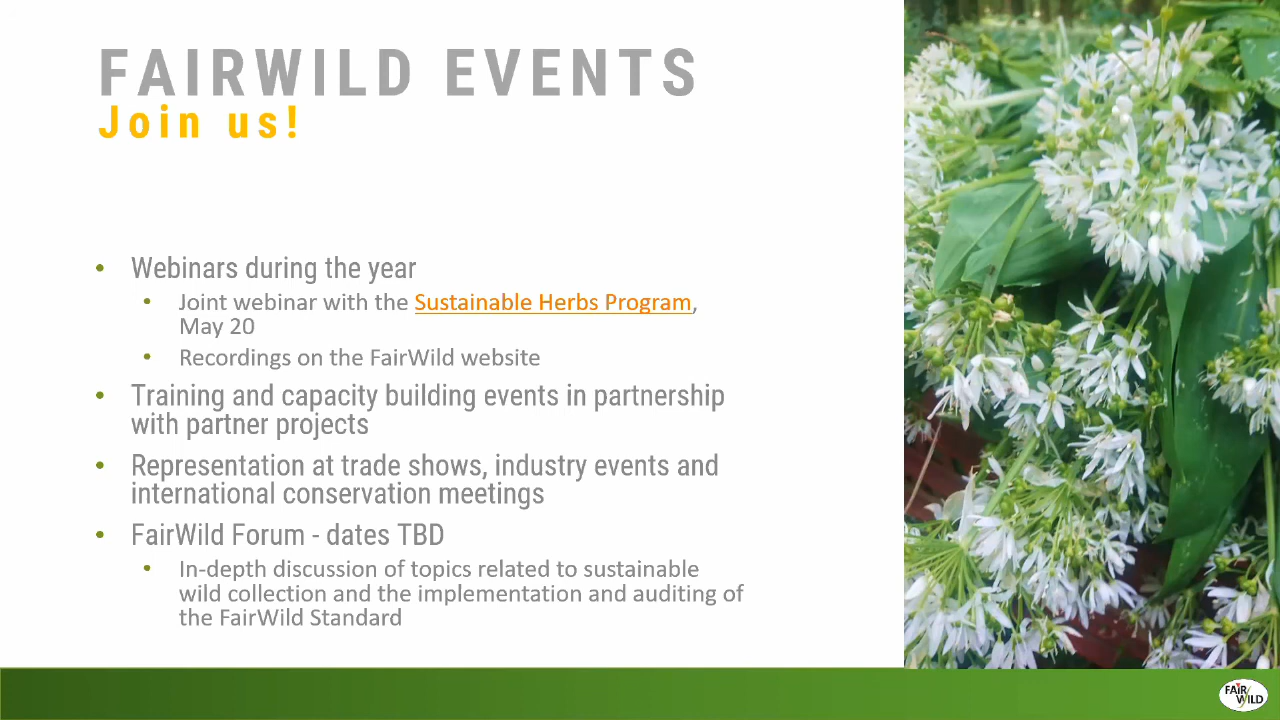 FAIRWILD EVENTS
Join us!
• Webinars during the year
• Joint webinar with the Sustainable Herbs Program,
May 20
• Recordings on the FairWild website
• Training and capacity building events in partnership
with partner projects
• Representation at trade shows, industry events and
international conservation meetings
• FairWild Forum - dates TBD
• In-depth discussion of topics related to sustainable
wild collection and the implementation and auditing of
the FairWild Standard
FAIR
WILD